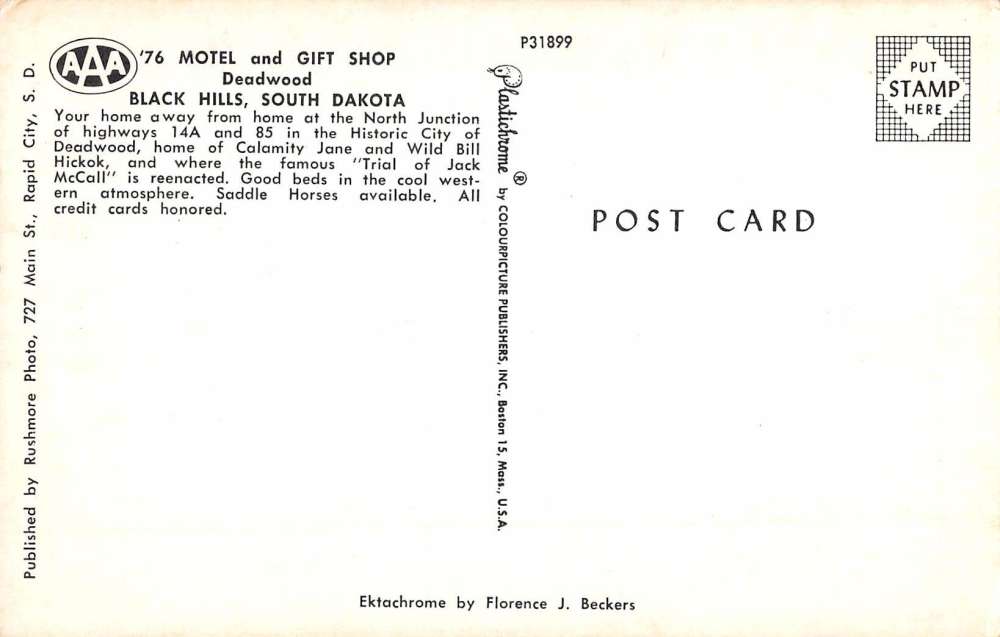 AAA
'76 MOTEL and GIFT SHOP
Deadwood
BLACK HILLS, SOUTH DAKOTA
Your home away from home at the North Junction
of highways 14A and 85 in the Historic City of
Deadwood, home of Calamity Jane and Wild Bill
Hickok, and where the famous "Trial of Jack
McCall" is reenacted. Good beds in the cool west-
ern atmosphere. Saddle Horses available. All
credit cards honored.
Published by Rushmore Photo, 727 Main St., Rapid City, S. D.
P31899
Plastichrome ® by COLOURPICTURE PUBLISHERS, INC., Boston 15, Mass., U.S.A.
PUT
STAMP
HERE
POST CARD
Ektachrome by Florence J. Beckers